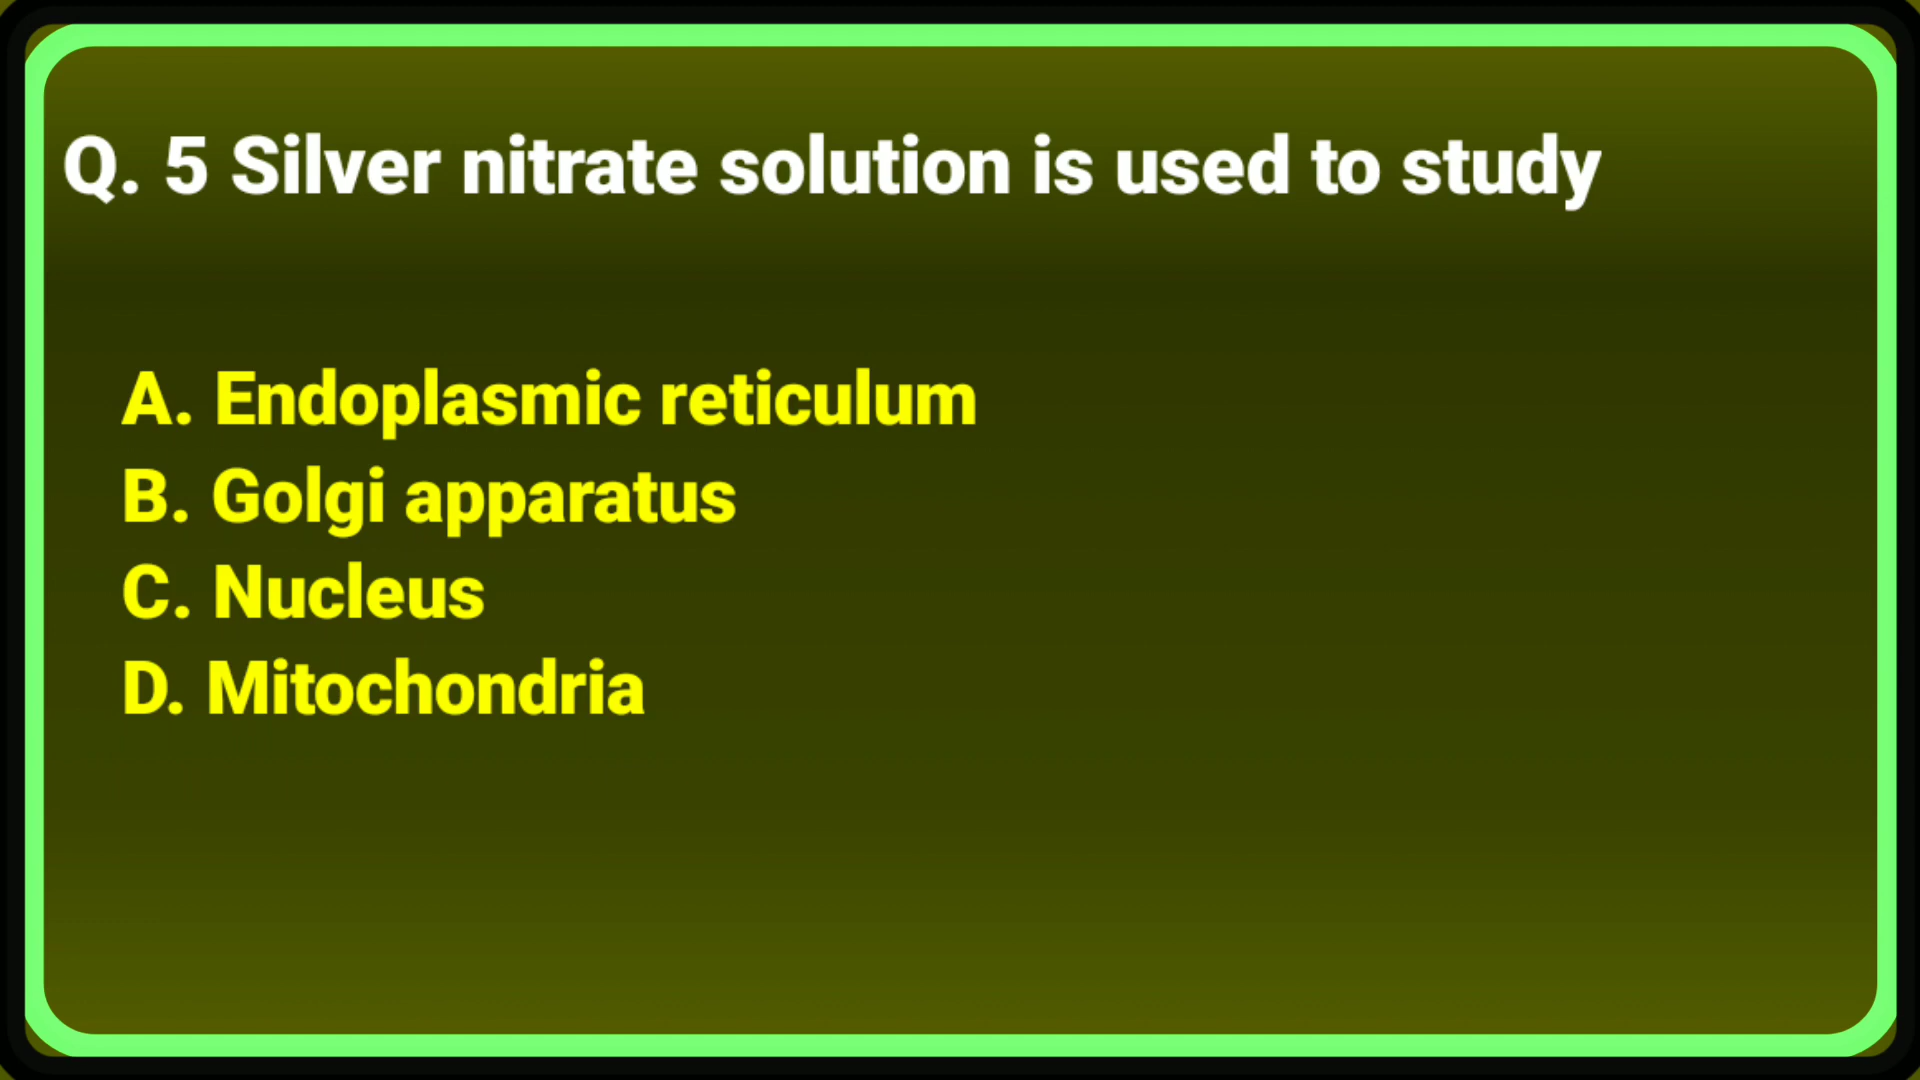 Q. 5 Silver nitrate solution is used to study
A. Endoplasmic reticulum
B. Golgi apparatus
C. Nucleus
D. Mitochondria